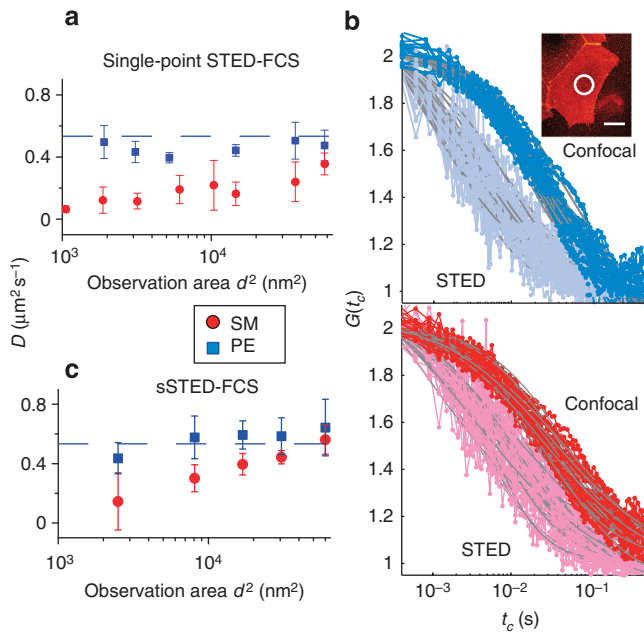 a
Single-point STED-FCS
0.8
0.4
0
10³
10⁴
Observation area d² (nm²)
D (μm² s⁻¹)
SM
PE
c
sSTED-FCS
0.8
0.4
0
10³
10⁴
Observation area d² (nm²)
b
2
1.8
1.6
1.4
1.2
1
Confocal
STED
G(t_c)
2
1.8
1.6
1.4
1.2
1
Confocal
STED
10⁻³
10⁻²
10⁻¹
t_c (s)